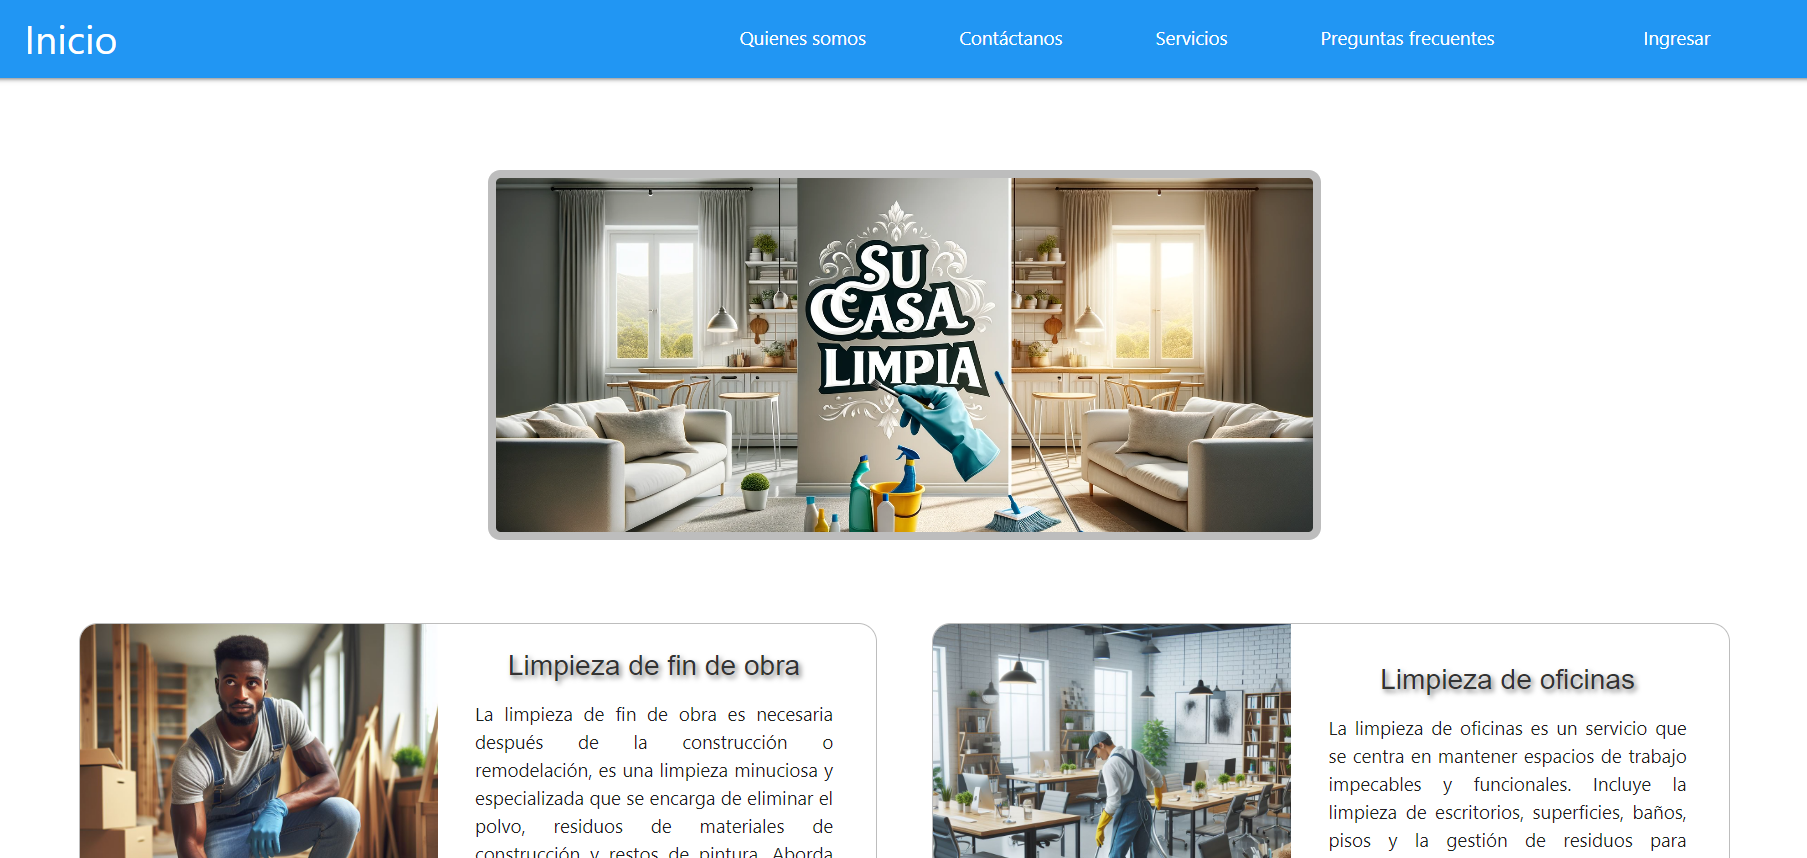 Inicio
Quienes somos
Contáctanos
Servicios
Preguntas frecuentes
Ingresar
SU
CASA
LIMPIA
Limpieza de fin de obra
La limpieza de fin de obra es necesaria
después de la construcción o
remodelación, es una limpieza minuciosa y
especializada que se encarga de eliminar el
polvo, residuos de materiales de
construcción y restos de pintura. Aborda
Limpieza de oficinas
La limpieza de oficinas es un servicio que
se centra en mantener espacios de trabajo
impecables y funcionales. Incluye la
limpieza de escritorios, superficies, baños,
pisos y la gestión de residuos para